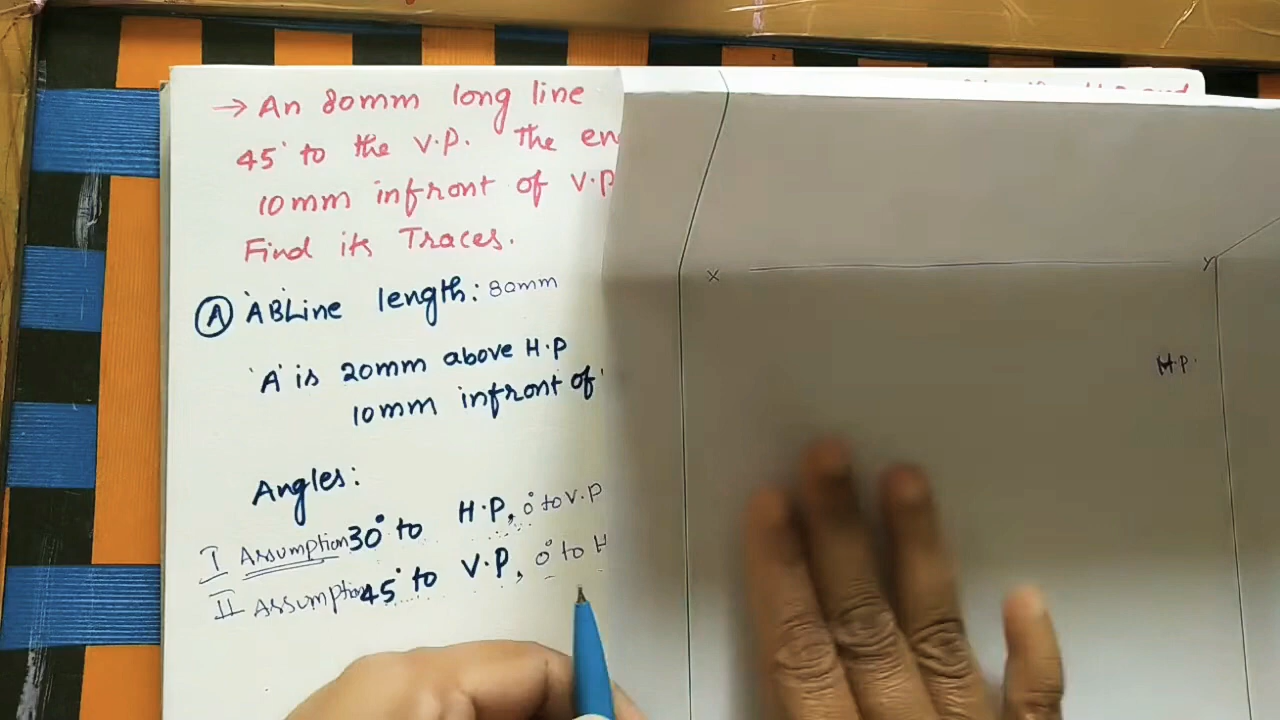 → An 80mm long line
45° to the V.P. The en
10mm infront of V.P
Find its Traces.
A 'AB Line length: 80mm
'A' is 20mm above H.P
10mm infront of
Angles:
I Assumption 30° to H.P, 0° to V.P
II Assumption 45° to V.P, 0° to H
X Y
H.P.